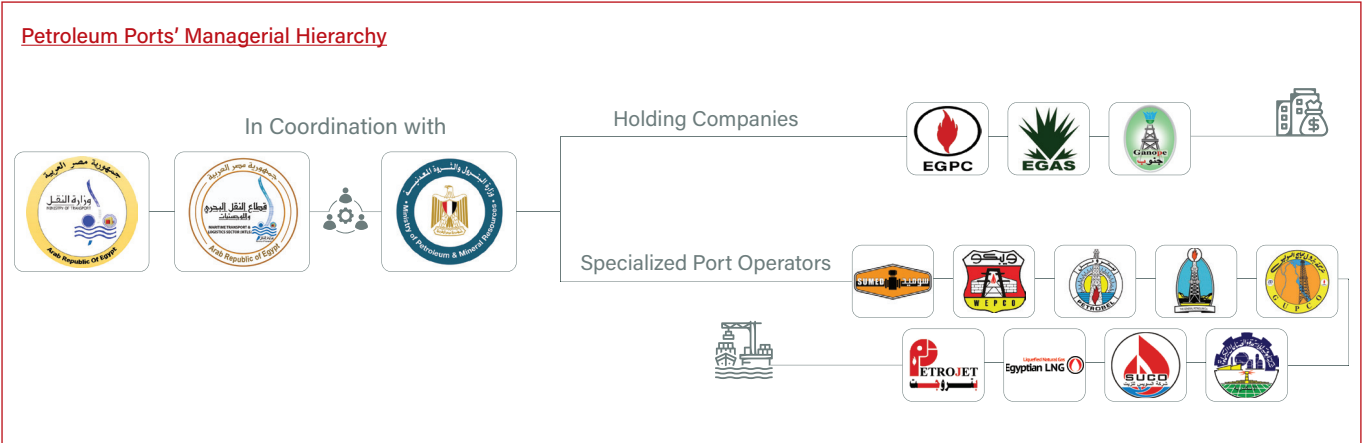 Petroleum Ports' Managerial Hierarchy
In Coordination with
Holding Companies
Specialized Port Operators
جمهورية مصر العربية
وزارة النقل
MINISTRY OF TRANSPORT
Arab Republic Of Egypt
جمهورية مصر العربية
قطاع النقل البحري
واللوجستيات
MARITIME TRANSPORT &
LOGISTICS SECTOR (MTLS)
Arab Republic of Egypt
وزارة البترول والثروة المعدنية
Ministry of Petroleum & Mineral Resources
EGPC
EGAS
Ganope
جنوب
SUMED سوميد
ويبكو
WEPCO
PETROBEL
GUPCO
PETROJET
بتروجت
Liquefied Natural Gas
Egyptian LNG
SUCO
شركة السويس للزيت